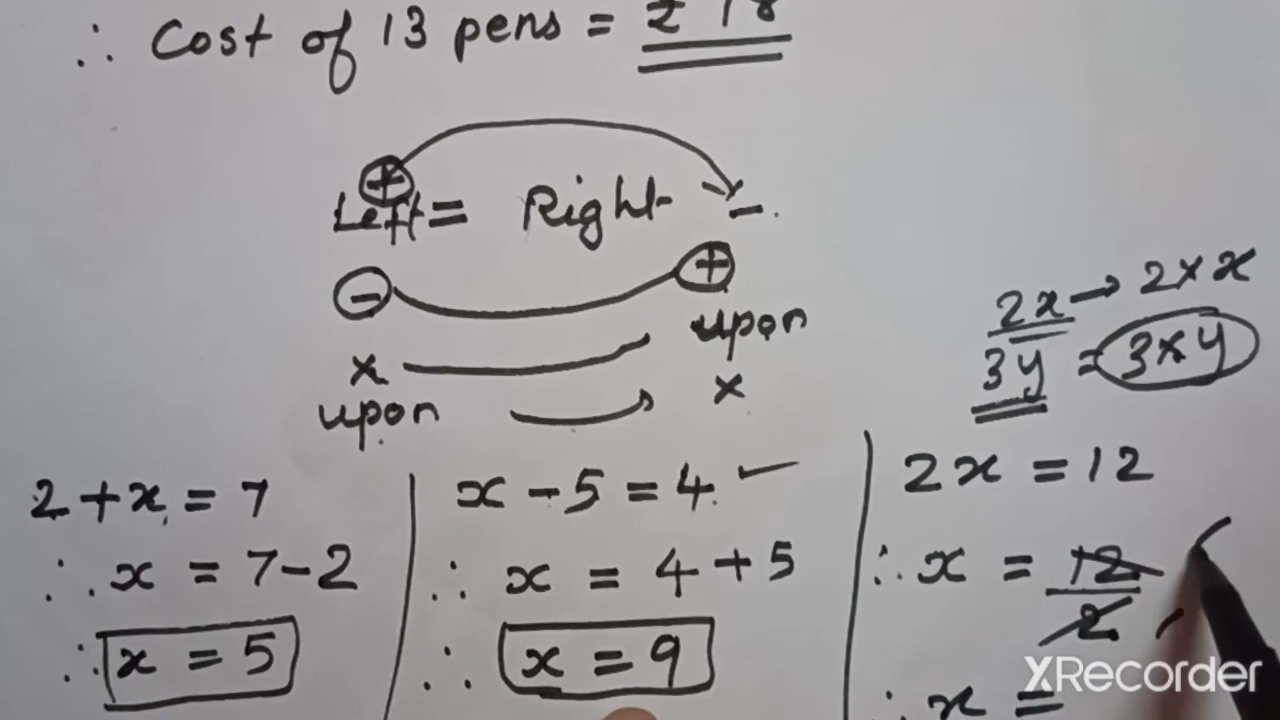 ∴ Cost of 13 pens = ₹ 78
+
Left = Right -
- +
x upon
upon x
2x → 2 × x
3y = 3 × y
2 + x = 7
∴ x = 7 - 2
∴ x = 5
x - 5 = 4
∴ x = 4 + 5
∴ x = 9
2x = 12
∴ x = 12/2
∴ x =
XRecorder